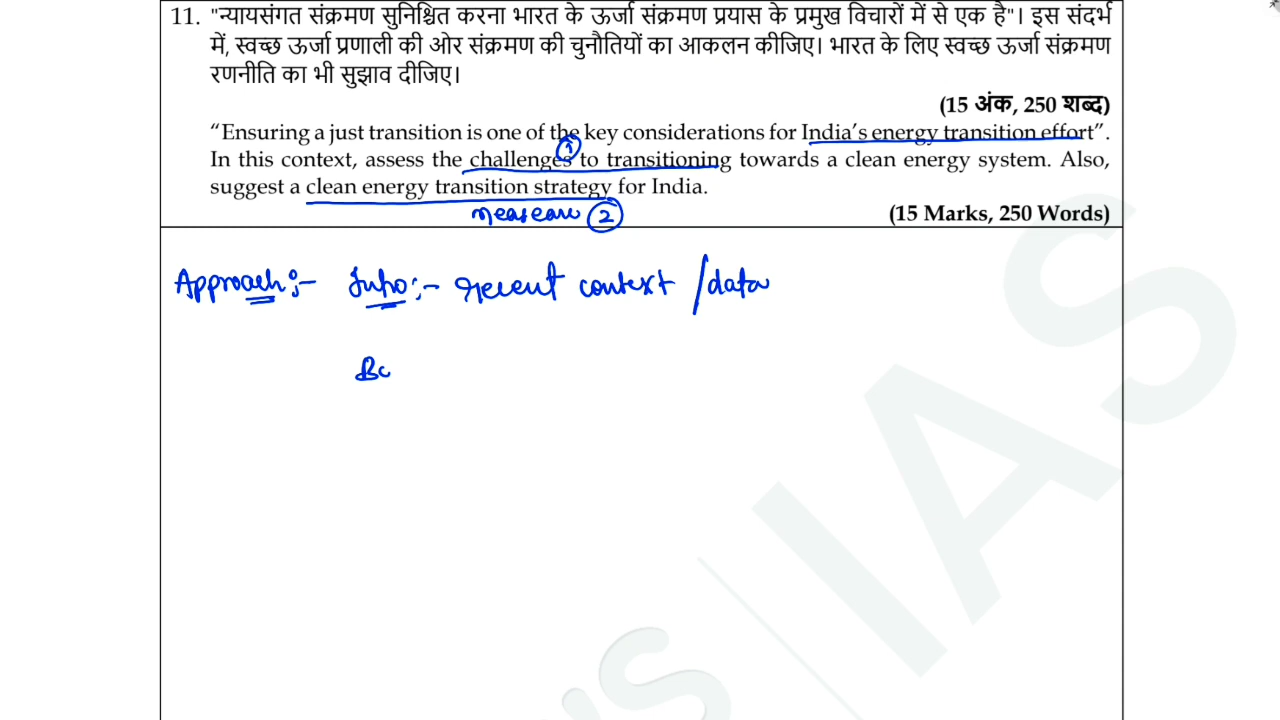 11. "न्यायसंगत संक्रमण सुनिश्चित करना भारत के ऊर्जा संक्रमण प्रयास के प्रमुख विचारों में से एक है"। इस संदर्भ
में, स्वच्छ ऊर्जा प्रणाली की ओर संक्रमण की चुनौतियों का आकलन कीजिए। भारत के लिए स्वच्छ ऊर्जा संक्रमण
रणनीति का भी सुझाव दीजिए।
(15 अंक, 250 शब्द)
“Ensuring a just transition is one of the key considerations for India’s energy transition effort”.
1
In this context, assess the challenges to transitioning towards a clean energy system. Also,
suggest a clean energy transition strategy for India.
2
(15 Marks, 250 Words)
Approach:- Intro:- recent context /data
Bo
'S IAS